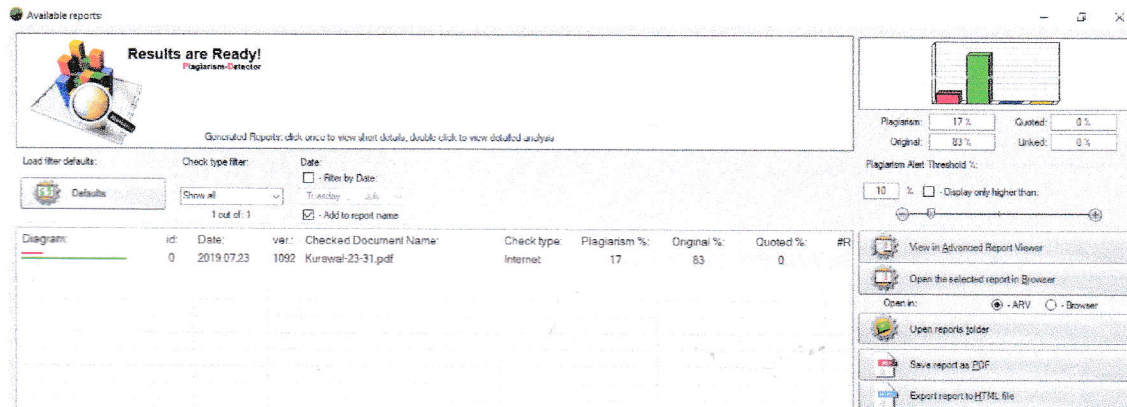 Available reports:
Results are Ready!
Plagiarism-Detector
Generated Reports: click once to view short details, double click to view detailed analysis
Load filter defaults:
Defaults
Check type filter:
Show all
1 out of: 1
Date:
- Filter by Date:
Tuesday , July
- Add to report name
Diagram: id: Date: ver.: Checked Document Name: Check type: Plagiarism %: Original %: Quoted %: #R
0 2019.07.23 1092 Kurawal-23-31.pdf Internet 17 83 0
Plagiarism: 17 % Quoted: 0 %
Original: 83 % Linked: 0 %
Plagiarism Alert Threshold %:
10 % - Display only higher than:
View in Advanced Report Viewer
Open the selected report in Browser
Open in: - ARV - Browser
Open reports folder
Save report as PDF
Export report to HTML file